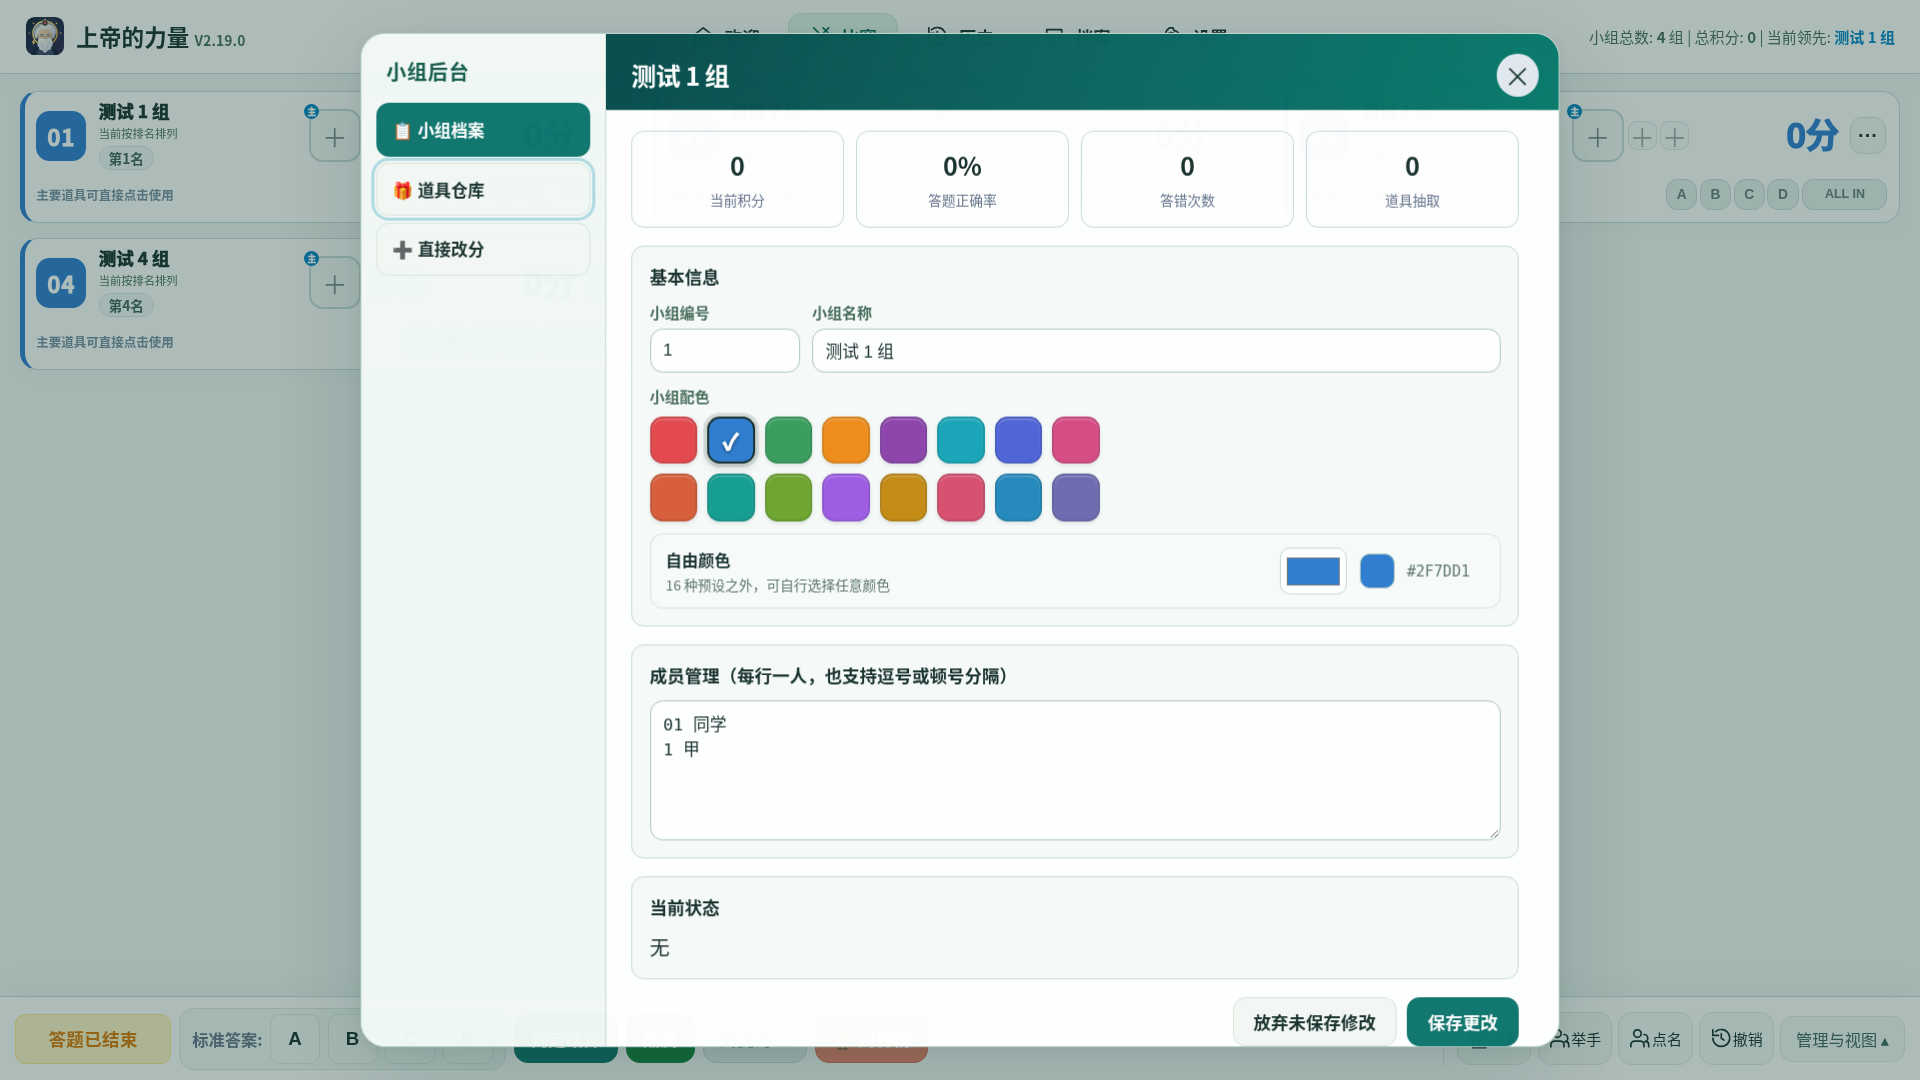 上帝的力量 V2.19.0
小组总数: 4 组 | 总积分: 0 | 当前领先: 测试 1 组
01
测试 1 组
当前按排名排列
第1名
主
主要道具可直接点击使用
04
测试 4 组
当前按排名排列
第4名
主
主要道具可直接点击使用
小组后台
小组档案
道具仓库
直接改分
测试 1 组
0
当前积分
0%
答题正确率
0
答错次数
0
道具抽取
基本信息
小组编号
小组名称
1
测试 1 组
小组配色
自由颜色
16 种预设之外，可自行选择任意颜色
#2F7DD1
成员管理（每行一人，也支持逗号或顿号分隔）
01 同学
1 甲
当前状态
无
放弃未保存修改
保存更改
主
0分
A
B
C
D
ALL IN
答题已结束
标准答案:
A
B
举手
点名
撤销
管理与视图